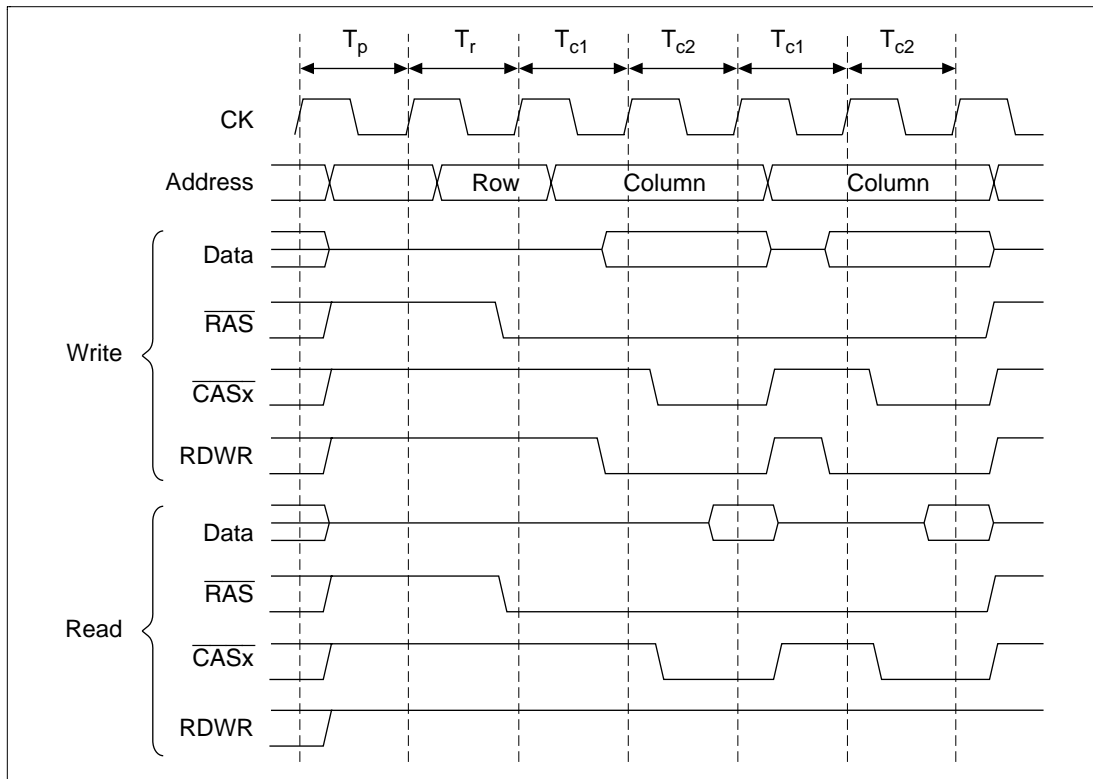 Tp Tr Tc1 Tc2 Tc1 Tc2
CK
Address Row Column Column
Write
Data
RAS
CASx
RDWR
Read
Data
RAS
CASx
RDWR